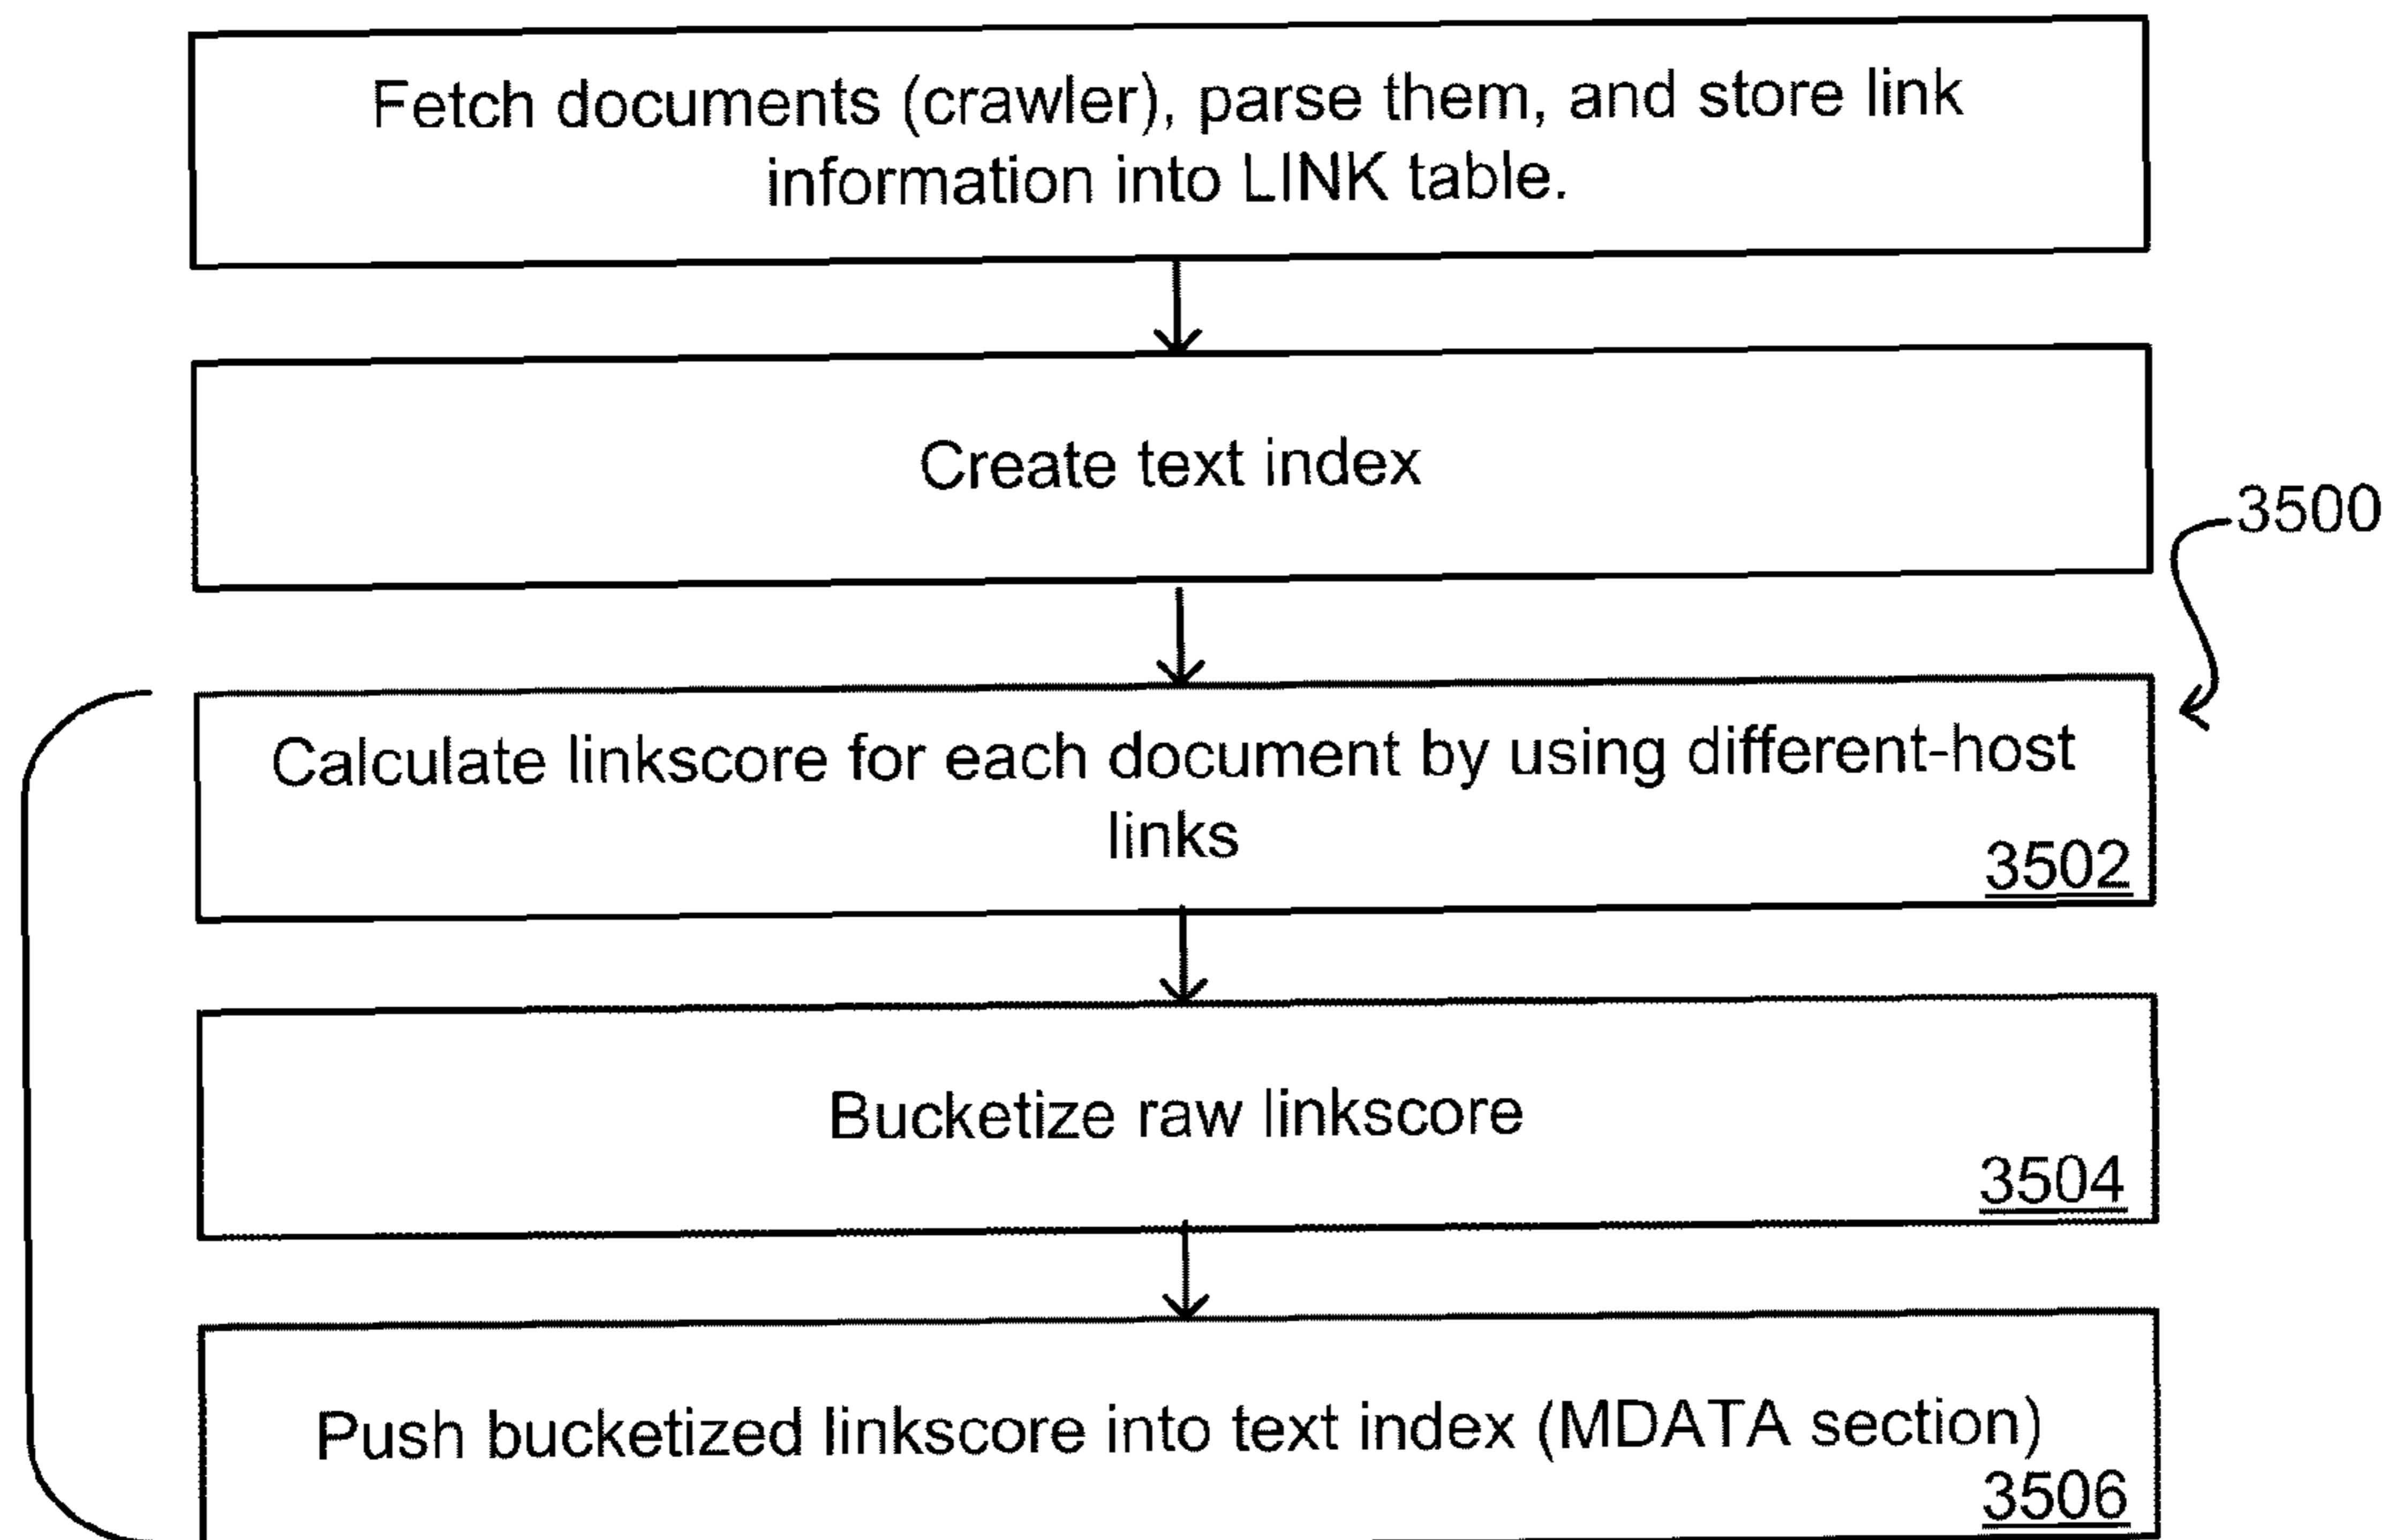 Fetch documents (crawler), parse them, and store link
information into LINK table.
Create text index
3500
Calculate linkscore for each document by using different-host
links
3502
Bucketize raw linkscore
3504
Push bucketized linkscore into text index (MDATA section)
3506